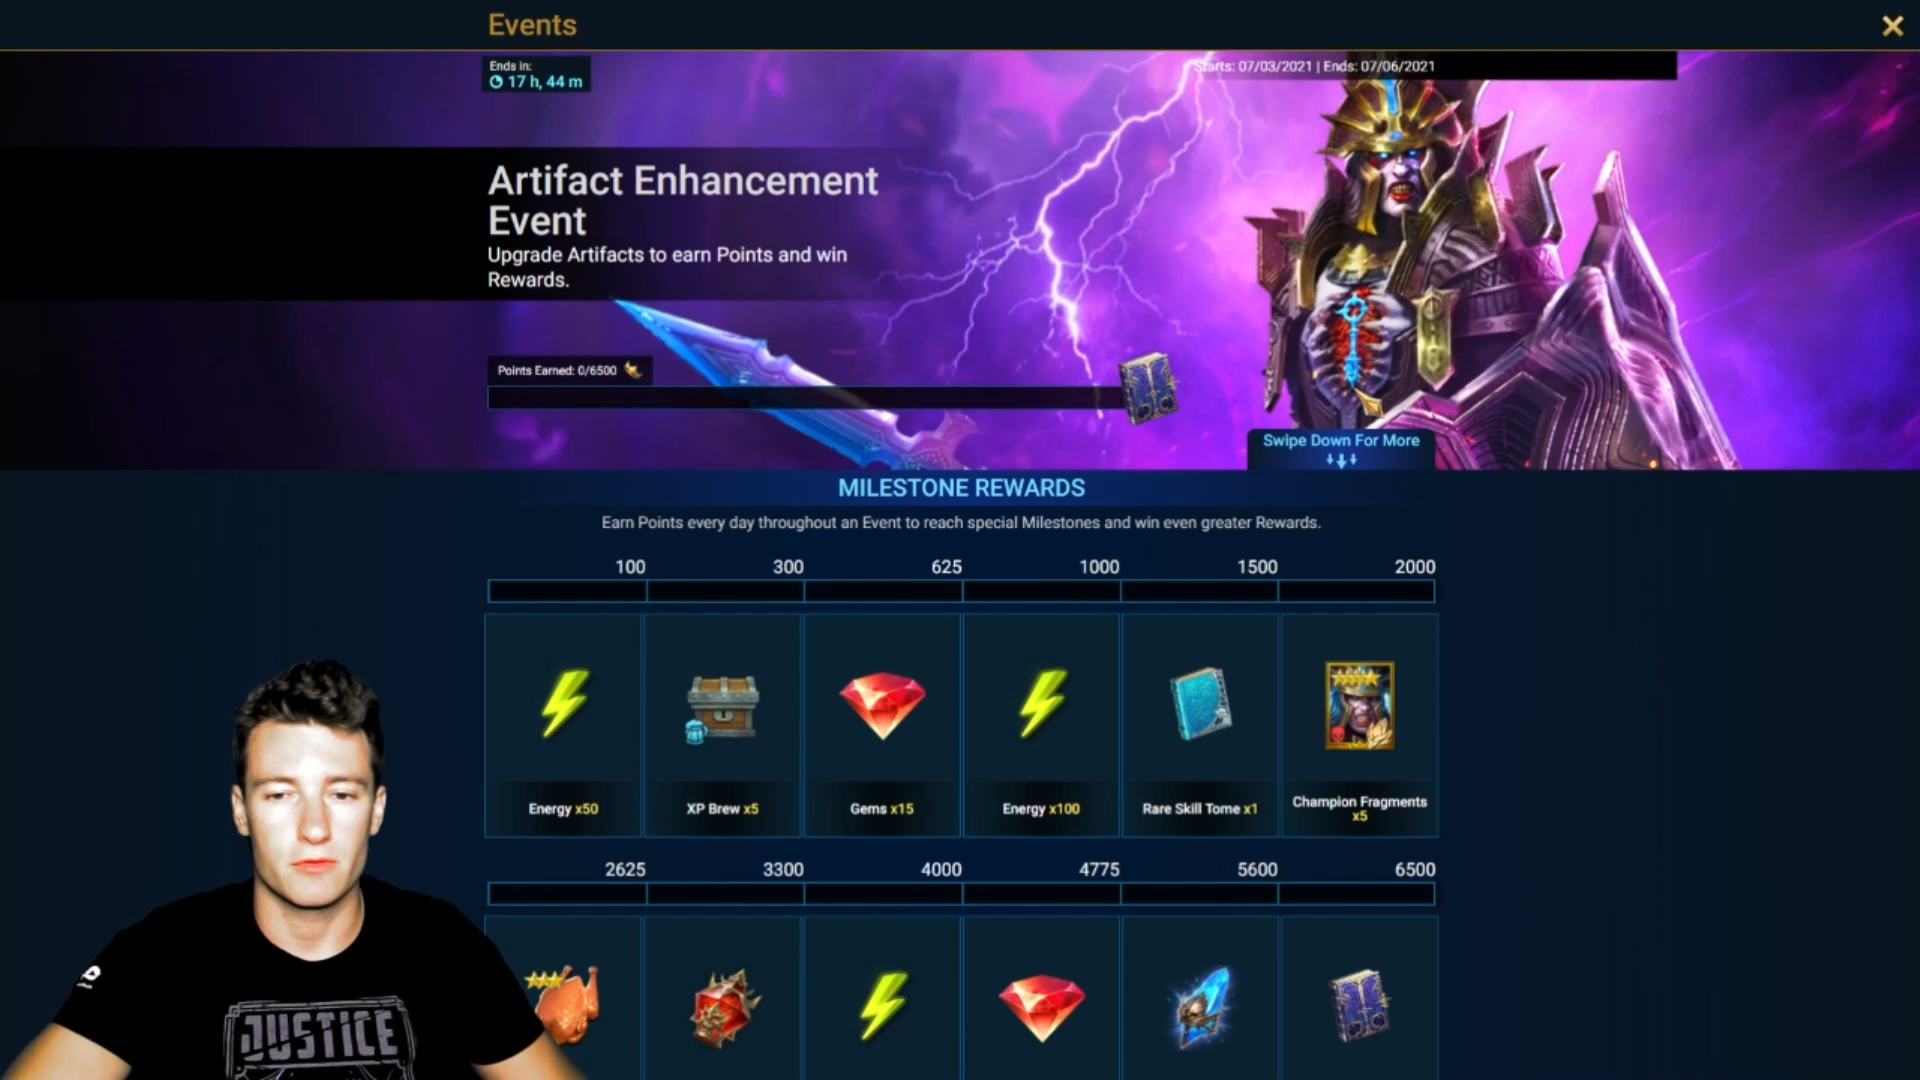 Events
Ends in:
17 h, 44 m
Starts: 07/03/2021 | Ends: 07/06/2021
Artifact Enhancement
Event
Upgrade Artifacts to earn Points and win
Rewards.
Points Earned: 0/6500
Swipe Down For More
MILESTONE REWARDS
Earn Points every day throughout an Event to reach special Milestones and win even greater Rewards.
100 300 625 1000 1500 2000
Energy x50
XP Brew x5
Gems x15
Energy x100
Rare Skill Tome x1
Champion Fragments
x5
2625 3300 4000 4775 5600 6500
JUSTICE